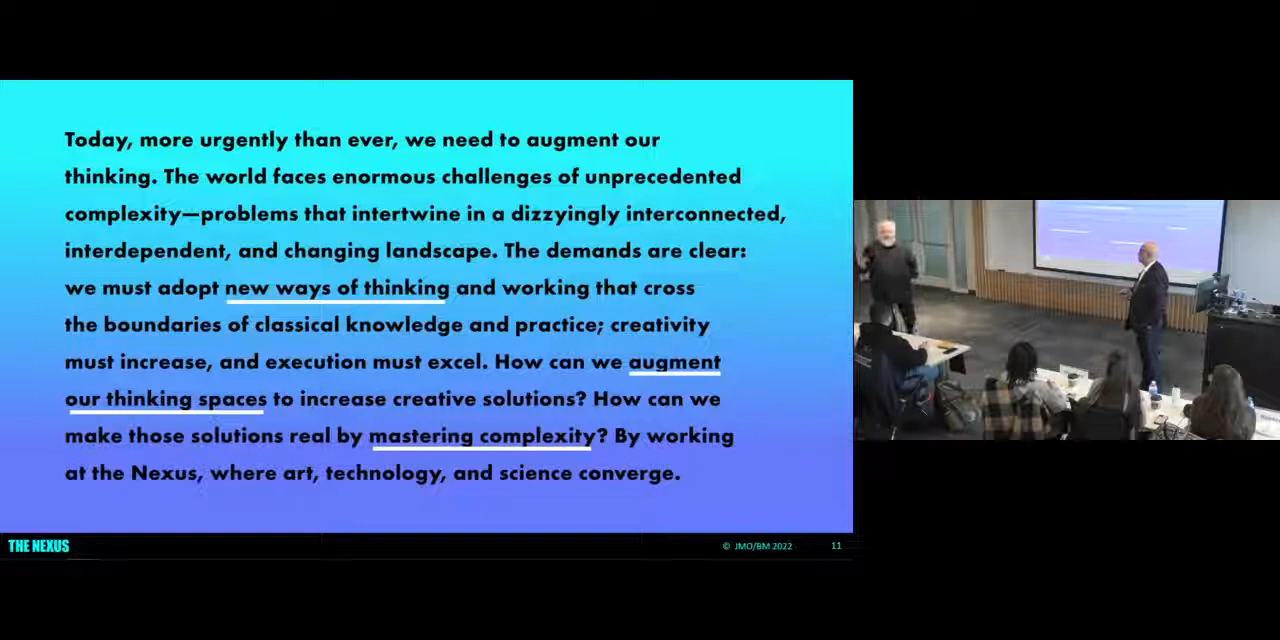 Today, more urgently than ever, we need to augment our
thinking. The world faces enormous challenges of unprecedented
complexity—problems that intertwine in a dizzyingly interconnected,
interdependent, and changing landscape. The demands are clear:
we must adopt new ways of thinking and working that cross
the boundaries of classical knowledge and practice; creativity
must increase, and execution must excel. How can we augment
our thinking spaces to increase creative solutions? How can we
make those solutions real by mastering complexity? By working
at the Nexus, where art, technology, and science converge.
THE NEXUS
© JMO/BM 2022
11